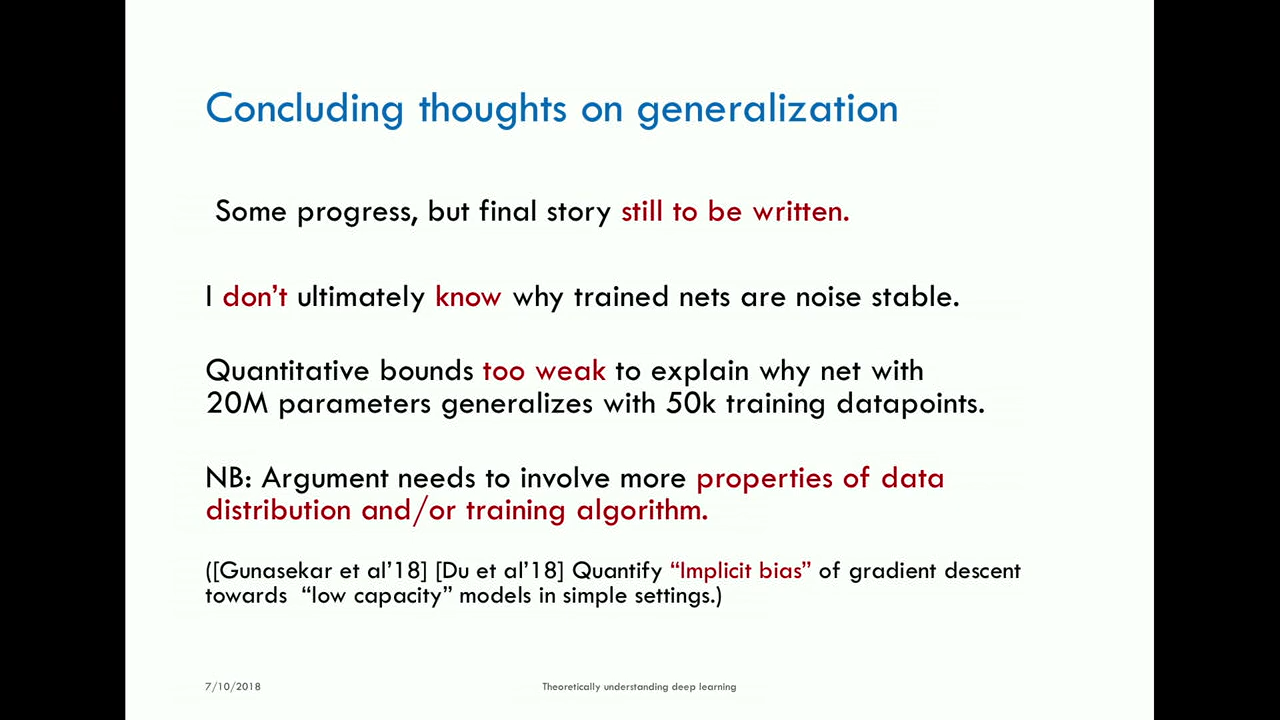 Concluding thoughts on generalization
Some progress, but final story still to be written.
I don’t ultimately know why trained nets are noise stable.
Quantitative bounds too weak to explain why net with
20M parameters generalizes with 50k training datapoints.
NB: Argument needs to involve more properties of data
distribution and/or training algorithm.
([Gunasekar et al’18] [Du et al’18] Quantify “Implicit bias” of gradient descent
towards “low capacity” models in simple settings.)
7/10/2018
Theoretically understanding deep learning